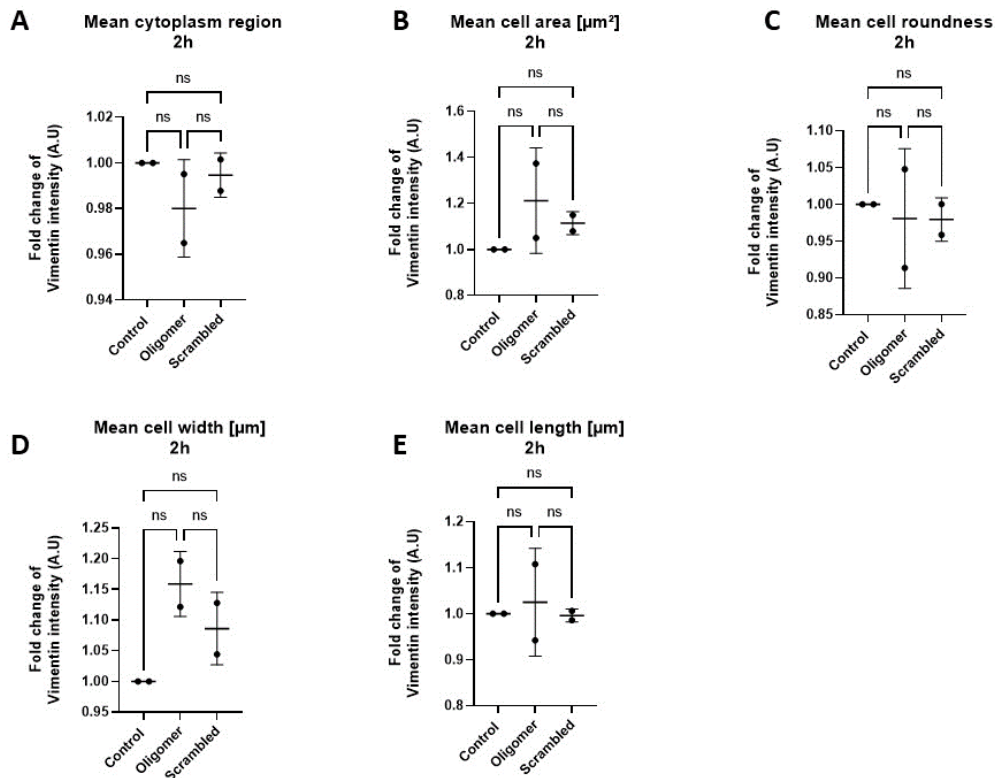 A
Mean cytoplasm region
2h
ns
ns
ns
Fold change of
Vimentin intensity (A.U)
1.02
1.00
0.98
0.96
0.94
Control
Oligomer
Scrambled
B
Mean cell area [µm²]
2h
ns
ns
ns
Fold change of
Vimentin intensity (A.U)
1.6
1.4
1.2
1.0
0.8
Control
Oligomer
Scrambled
C
Mean cell roundness
2h
ns
ns
ns
Fold change of
Vimentin intensity (A.U)
1.10
1.05
1.00
0.95
0.90
0.85
Control
Oligomer
Scrambled
D
Mean cell width [µm]
2h
ns
ns
ns
Fold change of
Vimentin intensity (A.U)
1.25
1.20
1.15
1.10
1.05
1.00
0.95
Control
Oligomer
Scrambled
E
Mean cell length [µm]
2h
ns
ns
ns
Fold change of
Vimentin intensity (A.U)
1.2
1.1
1.0
0.9
0.8
Control
Oligomer
Scrambled